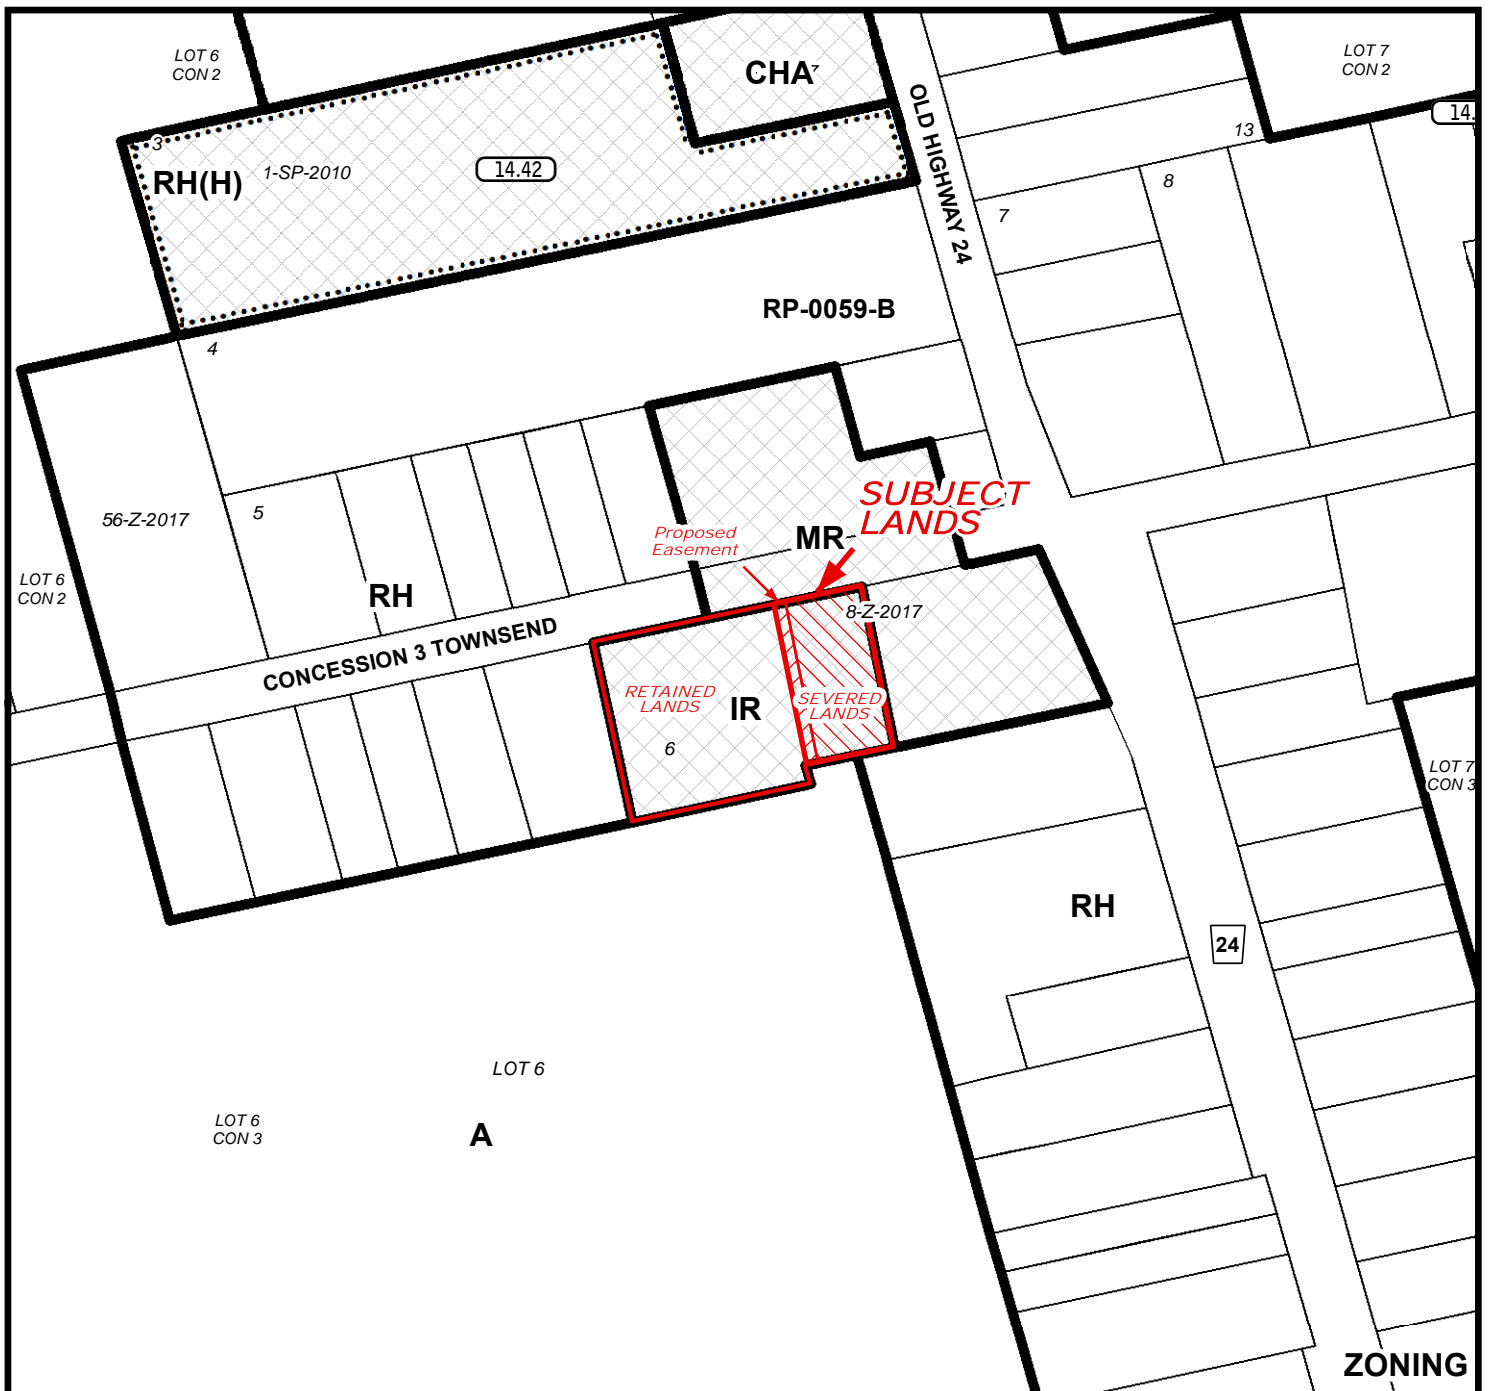 LOT 6
CON 2
CHA7
LOT 7
CON 2
14.
3
RH(H)
1-SP-2010
14.42
OLD HIGHWAY 24
13
8
7
RP-0059-B
4
56-Z-2017
5
SUBJECT
LANDS
Proposed
Easement
MR
LOT 6
CON 2
RH
8-Z-2017
CONCESSION 3 TOWNSEND
RETAINED
LANDS
IR
SEVERED
LANDS
6
LOT 7
CON 3
RH
24
LOT 6
LOT 6
CON 3
A
ZONING